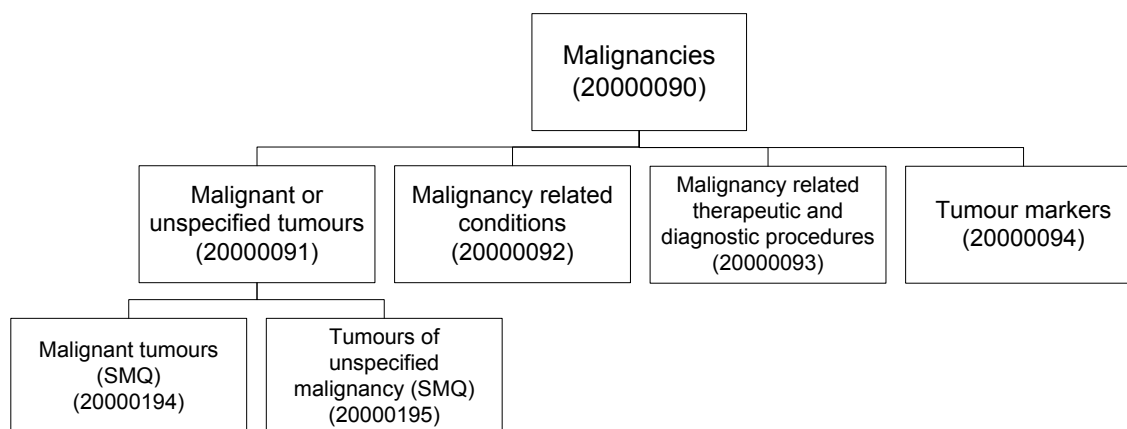 Malignancies
(20000090)
Malignant or
unspecified tumours
(20000091)
Malignancy related
conditions
(20000092)
Malignancy related
therapeutic and
diagnostic procedures
(20000093)
Tumour markers
(20000094)
Malignant tumours
(SMQ)
(20000194)
Tumours of
unspecified
malignancy (SMQ)
(20000195)